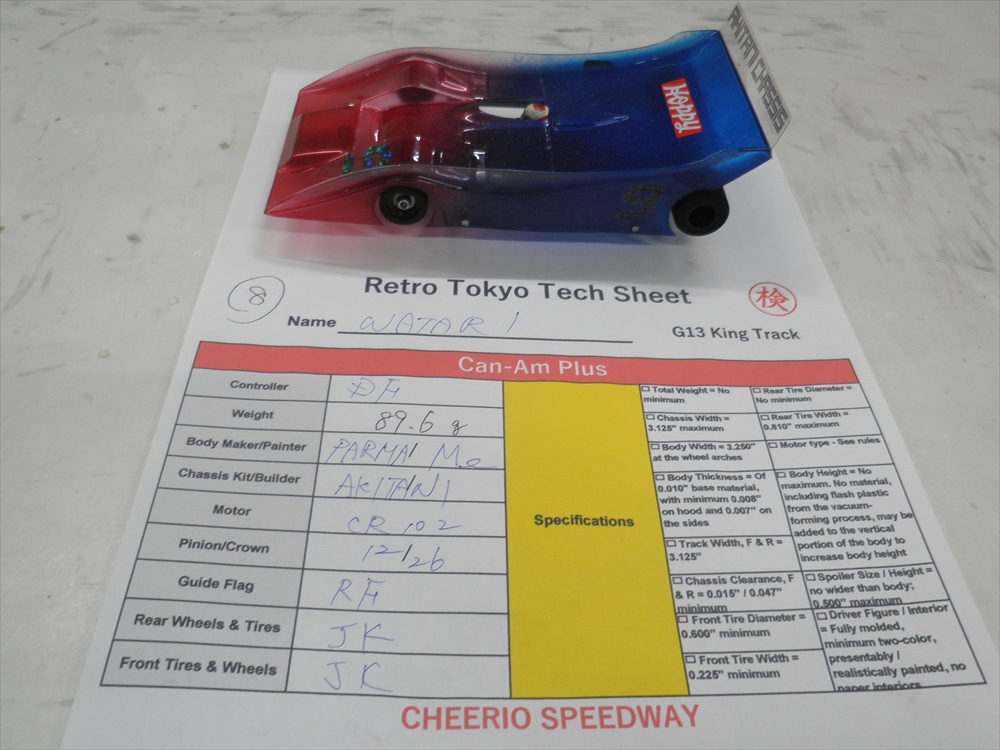 AKITANI CHASSIS
Hoppy
Retro Tokyo Tech Sheet
検
8
Name WATARI
G13 King Track
Can-Am Plus
Controller DF
Weight 89.6 g
Body Maker/Painter PARMA/ Me
Chassis Kit/Builder AKITANI
Motor CR 102
Pinion/Crown 12/26
Guide Flag RF
Rear Wheels & Tires JK
Front Tires & Wheels JK
Specifications
□ Total Weight = No
minimum
□ Chassis Width =
3.125" maximum
□ Body Width = 3.250"
at the wheel arches
□ Body Thickness = Of
0.010" base material,
with minimum 0.008"
on hood and 0.007" on
the sides
□ Track Width, F & R =
3.125"
□ Chassis Clearance, F
& R = 0.015" / 0.047"
minimum
□ Front Tire Diameter =
0.600" minimum
□ Front Tire Width =
0.225" minimum
□ Rear Tire Diameter =
No minimum
□ Rear Tire Width =
0.810" maximum
□ Motor type - See rules
□ Body Height = No
maximum. No material,
including flash plastic
from the vacuum-
forming process, may be
added to the vertical
portion of the body to
increase body height
□ Spoiler Size / Height =
no wider than body;
0.500" maximum
□ Driver Figure / Interior
= Fully molded,
minimum two-color,
presentably /
realistically painted, no
paper interiors
CHEERIO SPEEDWAY